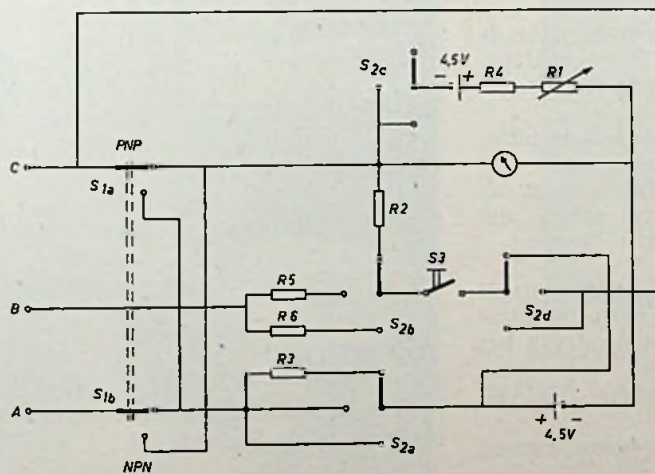 S2c
4,5V
- +
R4
R1
PNP
C
S1a
R2
S3
R5
B
R6
S2b
S2d
R3
S1b
A
+ -
4,5V
S2a
NPN